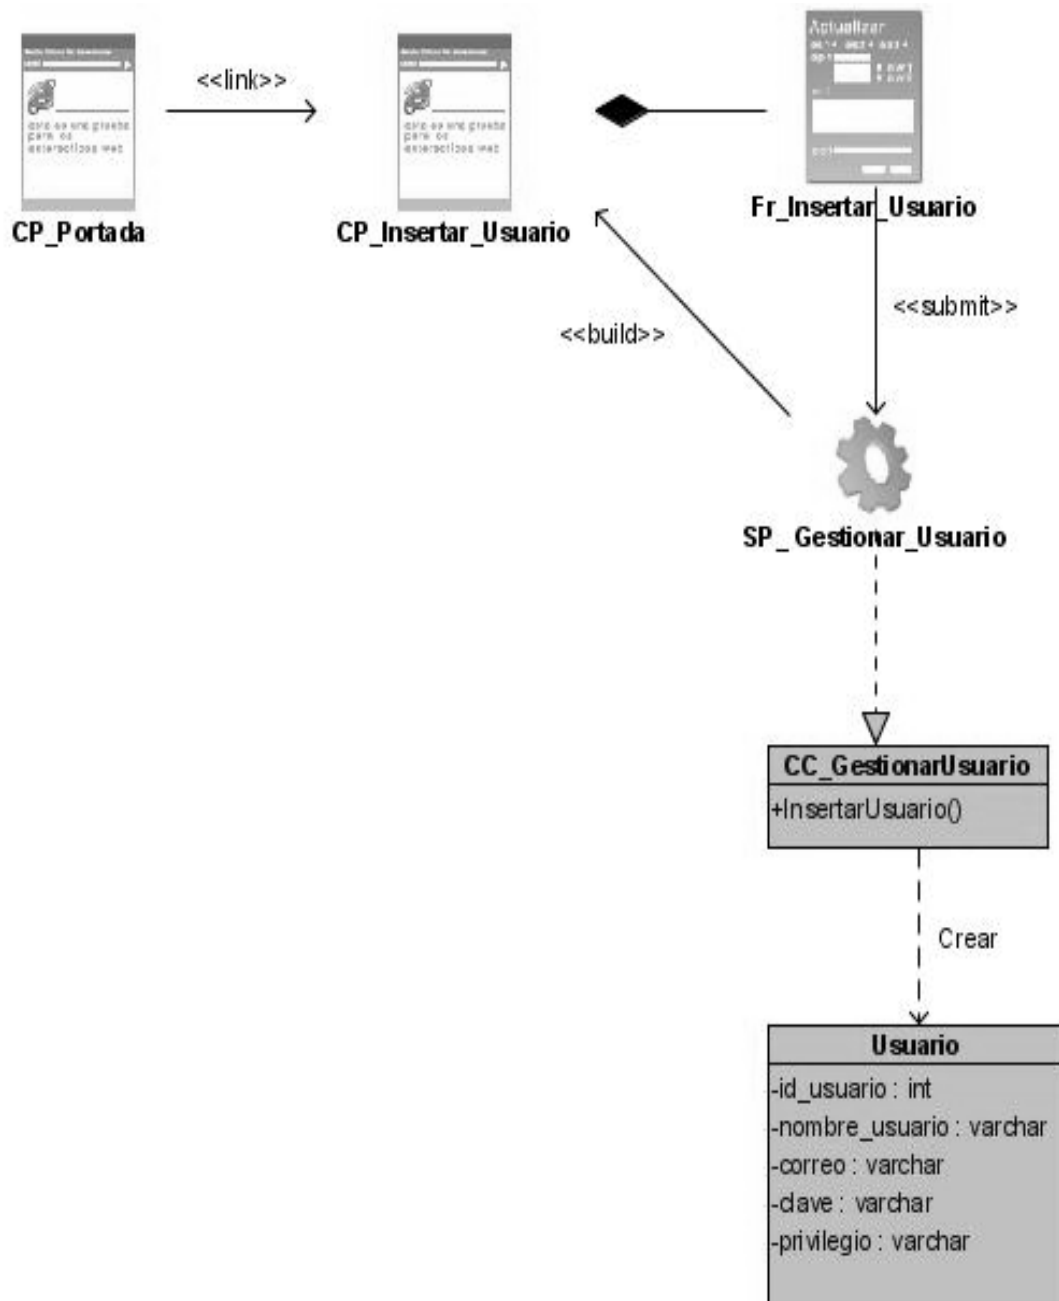 Actualizar
<<link>>
CP_Portada
CP_Insertar_Usuario
Fr_Insertar_Usuario
<<submit>>
<<build>>
SP_ Gestionar_Usuario
CC_GestionarUsuario
+InsertarUsuario()
Crear
Usuario
-id_usuario : int
-nombre_usuario : varchar
-correo : varchar
-clave : varchar
-privilegio : varchar